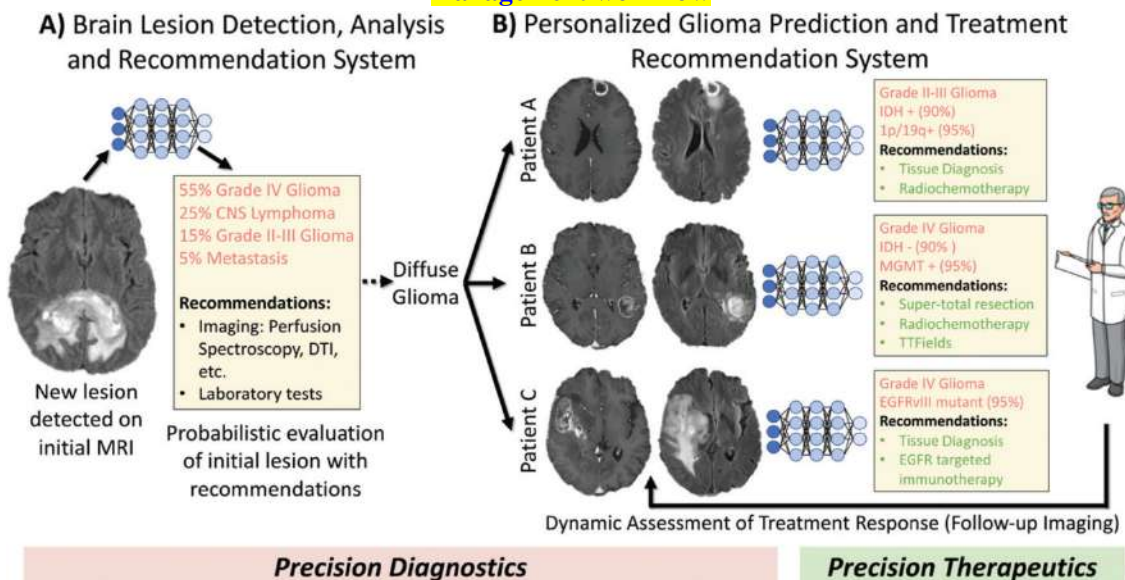 A) Brain Lesion Detection, Analysis
and Recommendation System
55% Grade IV Glioma
25% CNS Lymphoma
15% Grade II-III Glioma
5% Metastasis
Recommendations:
• Imaging: Perfusion
Spectroscopy, DTI,
etc.
• Laboratory tests
New lesion
detected on
initial MRI
Probabilistic evaluation
of initial lesion with
recommendations
Diffuse
Glioma
B) Personalized Glioma Prediction and Treatment
Recommendation System
Patient A
Grade II-III Glioma
IDH + (90%)
1p/19q+ (95%)
Recommendations:
• Tissue Diagnosis
• Radiochemotherapy
Patient B
Grade IV Glioma
IDH - (90% )
MGMT + (95%)
Recommendations:
• Super-total resection
• Radiochemotherapy
• TTFields
Patient C
Grade IV Glioma
EGFRvIII mutant (95%)
Recommendations:
• Tissue Diagnosis
• EGFR targeted
immunotherapy
Dynamic Assessment of Treatment Response (Follow-up Imaging)
Precision Diagnostics
Precision Therapeutics